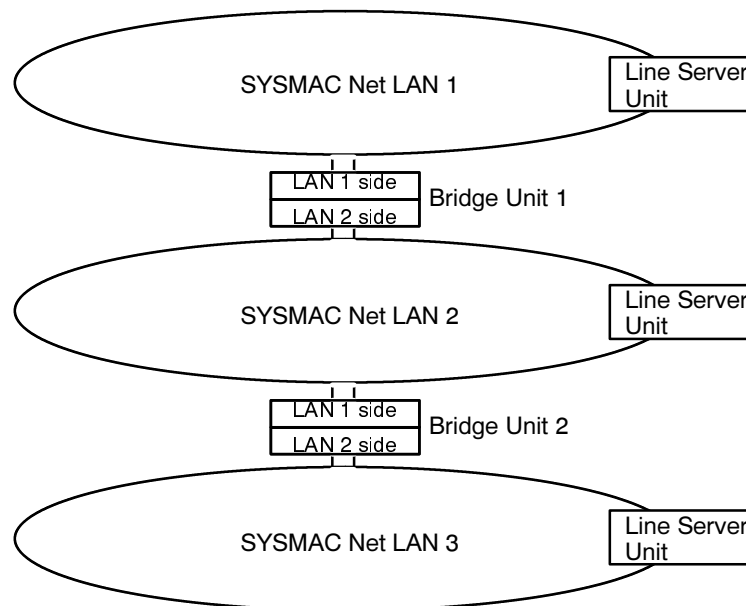 SYSMAC Net LAN 1
Line Server
Unit
LAN 1 side
LAN 2 side
Bridge Unit 1
SYSMAC Net LAN 2
Line Server
Unit
LAN 1 side
LAN 2 side
Bridge Unit 2
SYSMAC Net LAN 3
Line Server
Unit